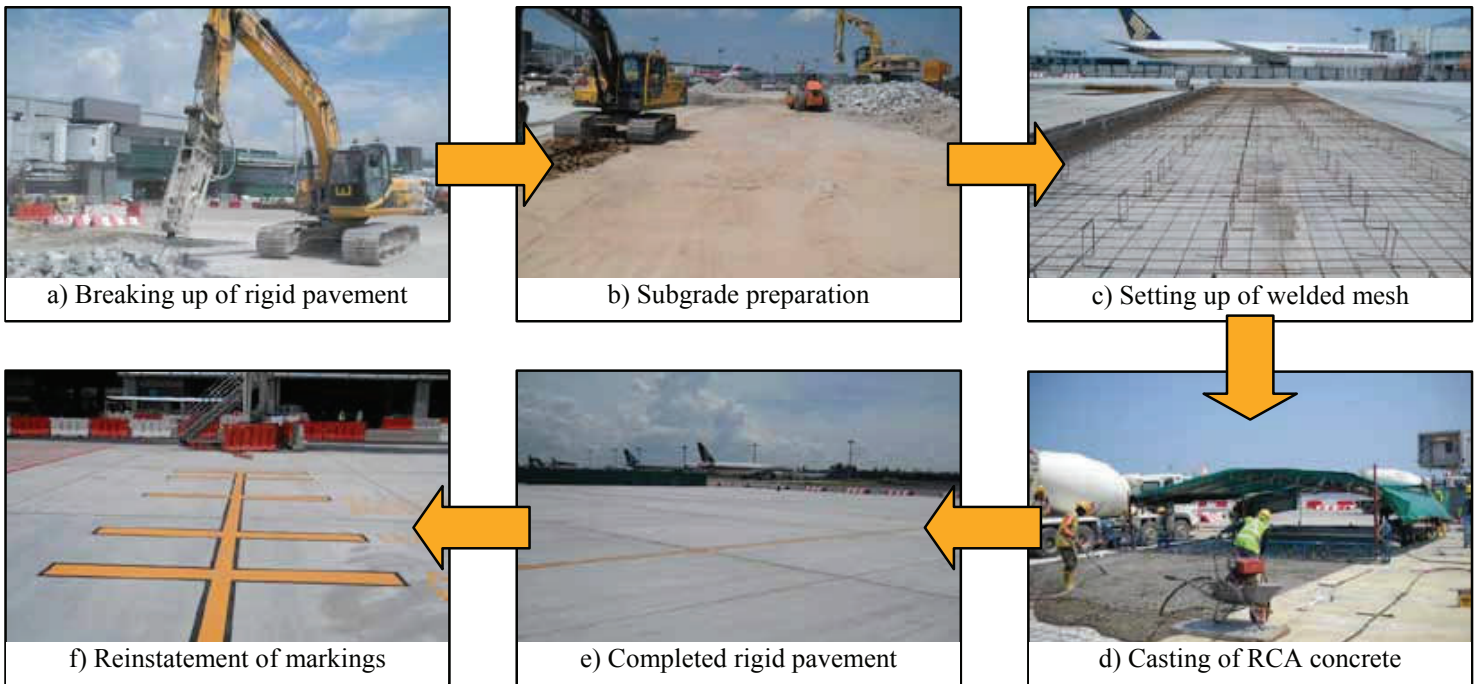 a) Breaking up of rigid pavement
b) Subgrade preparation
c) Setting up of welded mesh
d) Casting of RCA concrete
e) Completed rigid pavement
f) Reinstatement of markings